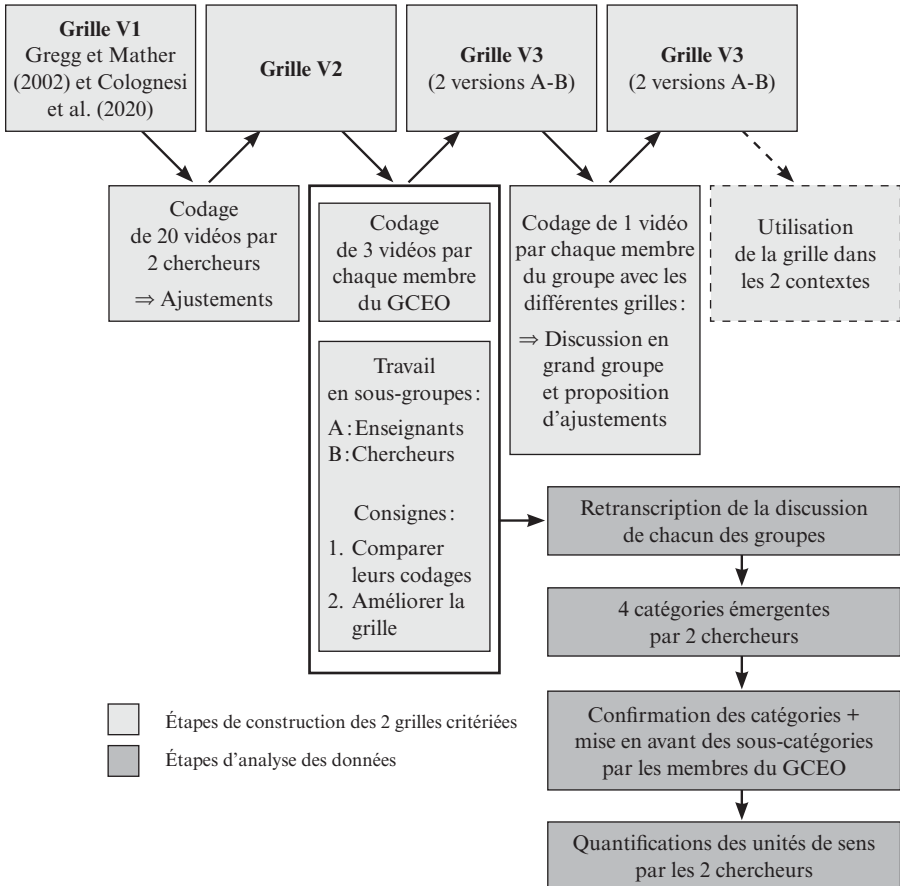 Grille V1
Gregg et Mather
(2002) et Colognesi
et al. (2020)
Grille V2
Grille V3
(2 versions A-B)
Grille V3
(2 versions A-B)
Codage
de 20 vidéos par
2 chercheurs
⇒ Ajustements
Codage
de 3 vidéos par
chaque membre
du GCEO
Travail
en sous-groupes :
A : Enseignants
B : Chercheurs
Consignes :
1. Comparer
leurs codages
2. Améliorer la
grille
Codage de 1 vidéo
par chaque membre
du groupe avec les
différentes grilles :
⇒ Discussion en
grand groupe
et proposition
d’ajustements
Utilisation
de la grille dans
les 2 contextes
Retranscription de la discussion
de chacun des groupes
4 catégories émergentes
par 2 chercheurs
Confirmation des catégories +
mise en avant des sous-catégories
par les membres du GCEO
Quantifications des unités de sens
par les 2 chercheurs
Étapes de construction des 2 grilles critériées
Étapes d’analyse des données